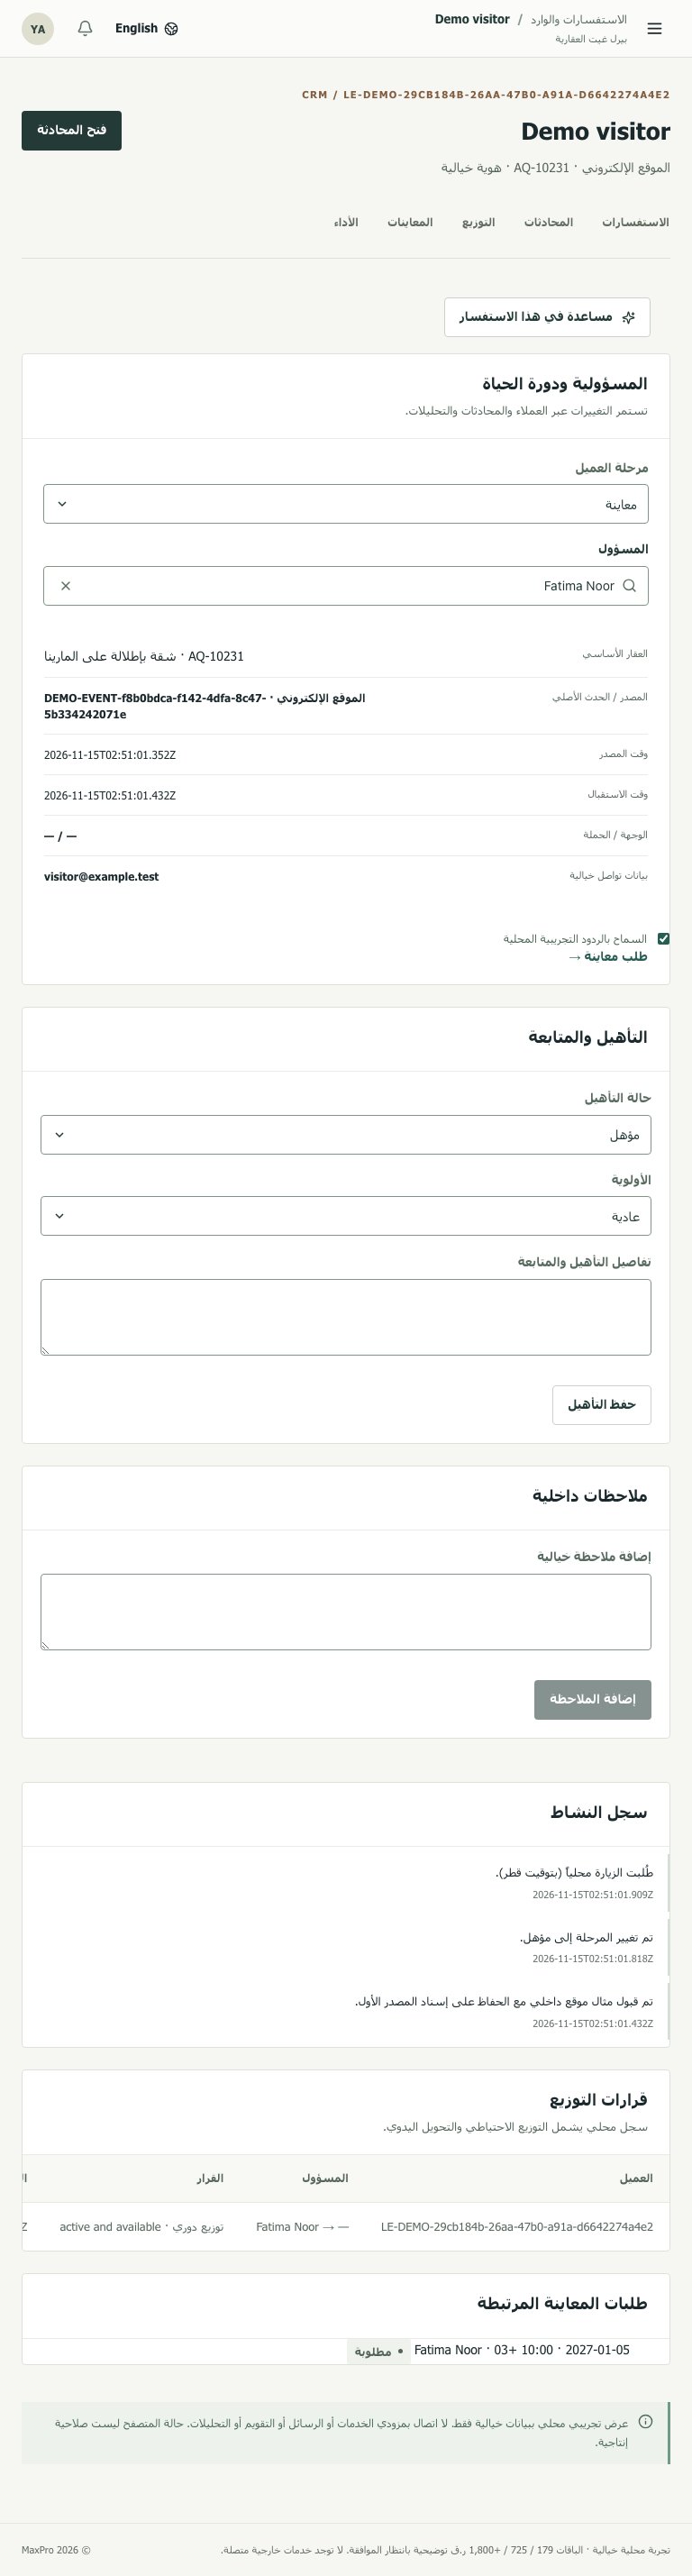 الاستفسارات والوارد / Demo visitor
بيرل غيت العقارية
English
YA
CRM / LE-DEMO-29CB184B-26AA-47B0-A91A-D6642274A4E2
Demo visitor
فتح المحادثة
الموقع الإلكتروني · AQ-10231 · هوية خيالية
الاستفسارات المحادثات التوزيع المعاينات الأداء
مساعدة في هذا الاستفسار
المسؤولية ودورة الحياة
تستمر التغييرات عبر العملاء والمحادثات والتحليلات.
مرحلة العميل
معاينة
المسؤول
Fatima Noor
العقار الأساسي
AQ-10231 · شقة بإطلالة على المارينا
المصدر / الحدث الأصلي
الموقع الإلكتروني · DEMO-EVENT-f8b0bdca-f142-4dfa-8c47-
5b334242071e
وقت المصدر
2026-11-15T02:51:01.352Z
وقت الاستقبال
2026-11-15T02:51:01.432Z
الوجهة / الحملة
— / —
بيانات تواصل خيالية
visitor@example.test
السماح بالردود التجريبية المحلية
طلب معاينة →
التأهيل والمتابعة
حالة التأهيل
مؤهل
الأولوية
عادية
تفاصيل التأهيل والمتابعة
حفظ التأهيل
ملاحظات داخلية
إضافة ملاحظة خيالية
إضافة الملاحظة
سجل النشاط
طُلبت الزيارة محلياً (بتوقيت قطر).
2026-11-15T02:51:01.909Z
تم تغيير المرحلة إلى مؤهل.
2026-11-15T02:51:01.818Z
تم قبول مثال موقع داخلي مع الحفاظ على إسناد المصدر الأول.
2026-11-15T02:51:01.432Z
قرارات التوزيع
سجل محلي يشمل التوزيع الاحتياطي والتحويل اليدوي.
العميل المسؤول القرار
LE-DEMO-29cb184b-26aa-47b0-a91a-d6642274a4e2 — → Fatima Noor توزيع دوري · active and available Z
طلبات المعاينة المرتبطة
2027-01-05 · 10:00 +03 · Fatima Noor • مطلوبة
عرض تجريبي محلي ببيانات خيالية فقط. لا اتصال بمزودي الخدمات أو الرسائل أو التقويم أو التحليلات. حالة المتصفح ليست صلاحية
إنتاجية.
تجربة محلية خيالية · الباقات 179 / 725 / +1,800 ر.ق توضيحية بانتظار الموافقة. لا توجد خدمات خارجية متصلة.
© 2026 MaxPro